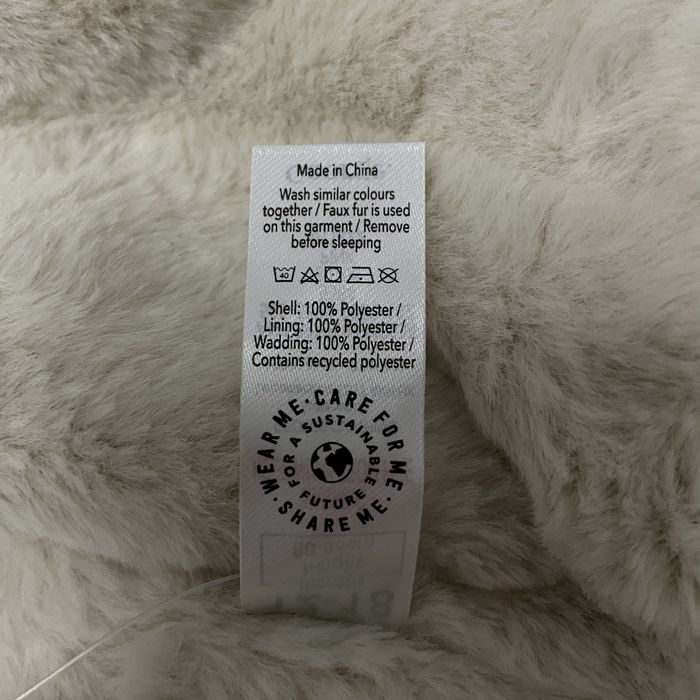 Made in China
Wash similar colours
together / Faux fur is used
on this garment / Remove
before sleeping
40
Shell: 100% Polyester /
Lining: 100% Polyester /
Wadding: 100% Polyester /
Contains recycled polyester
WEAR ME · CARE FOR ME · SHARE ME ·
FOR A SUSTAINABLE FUTURE